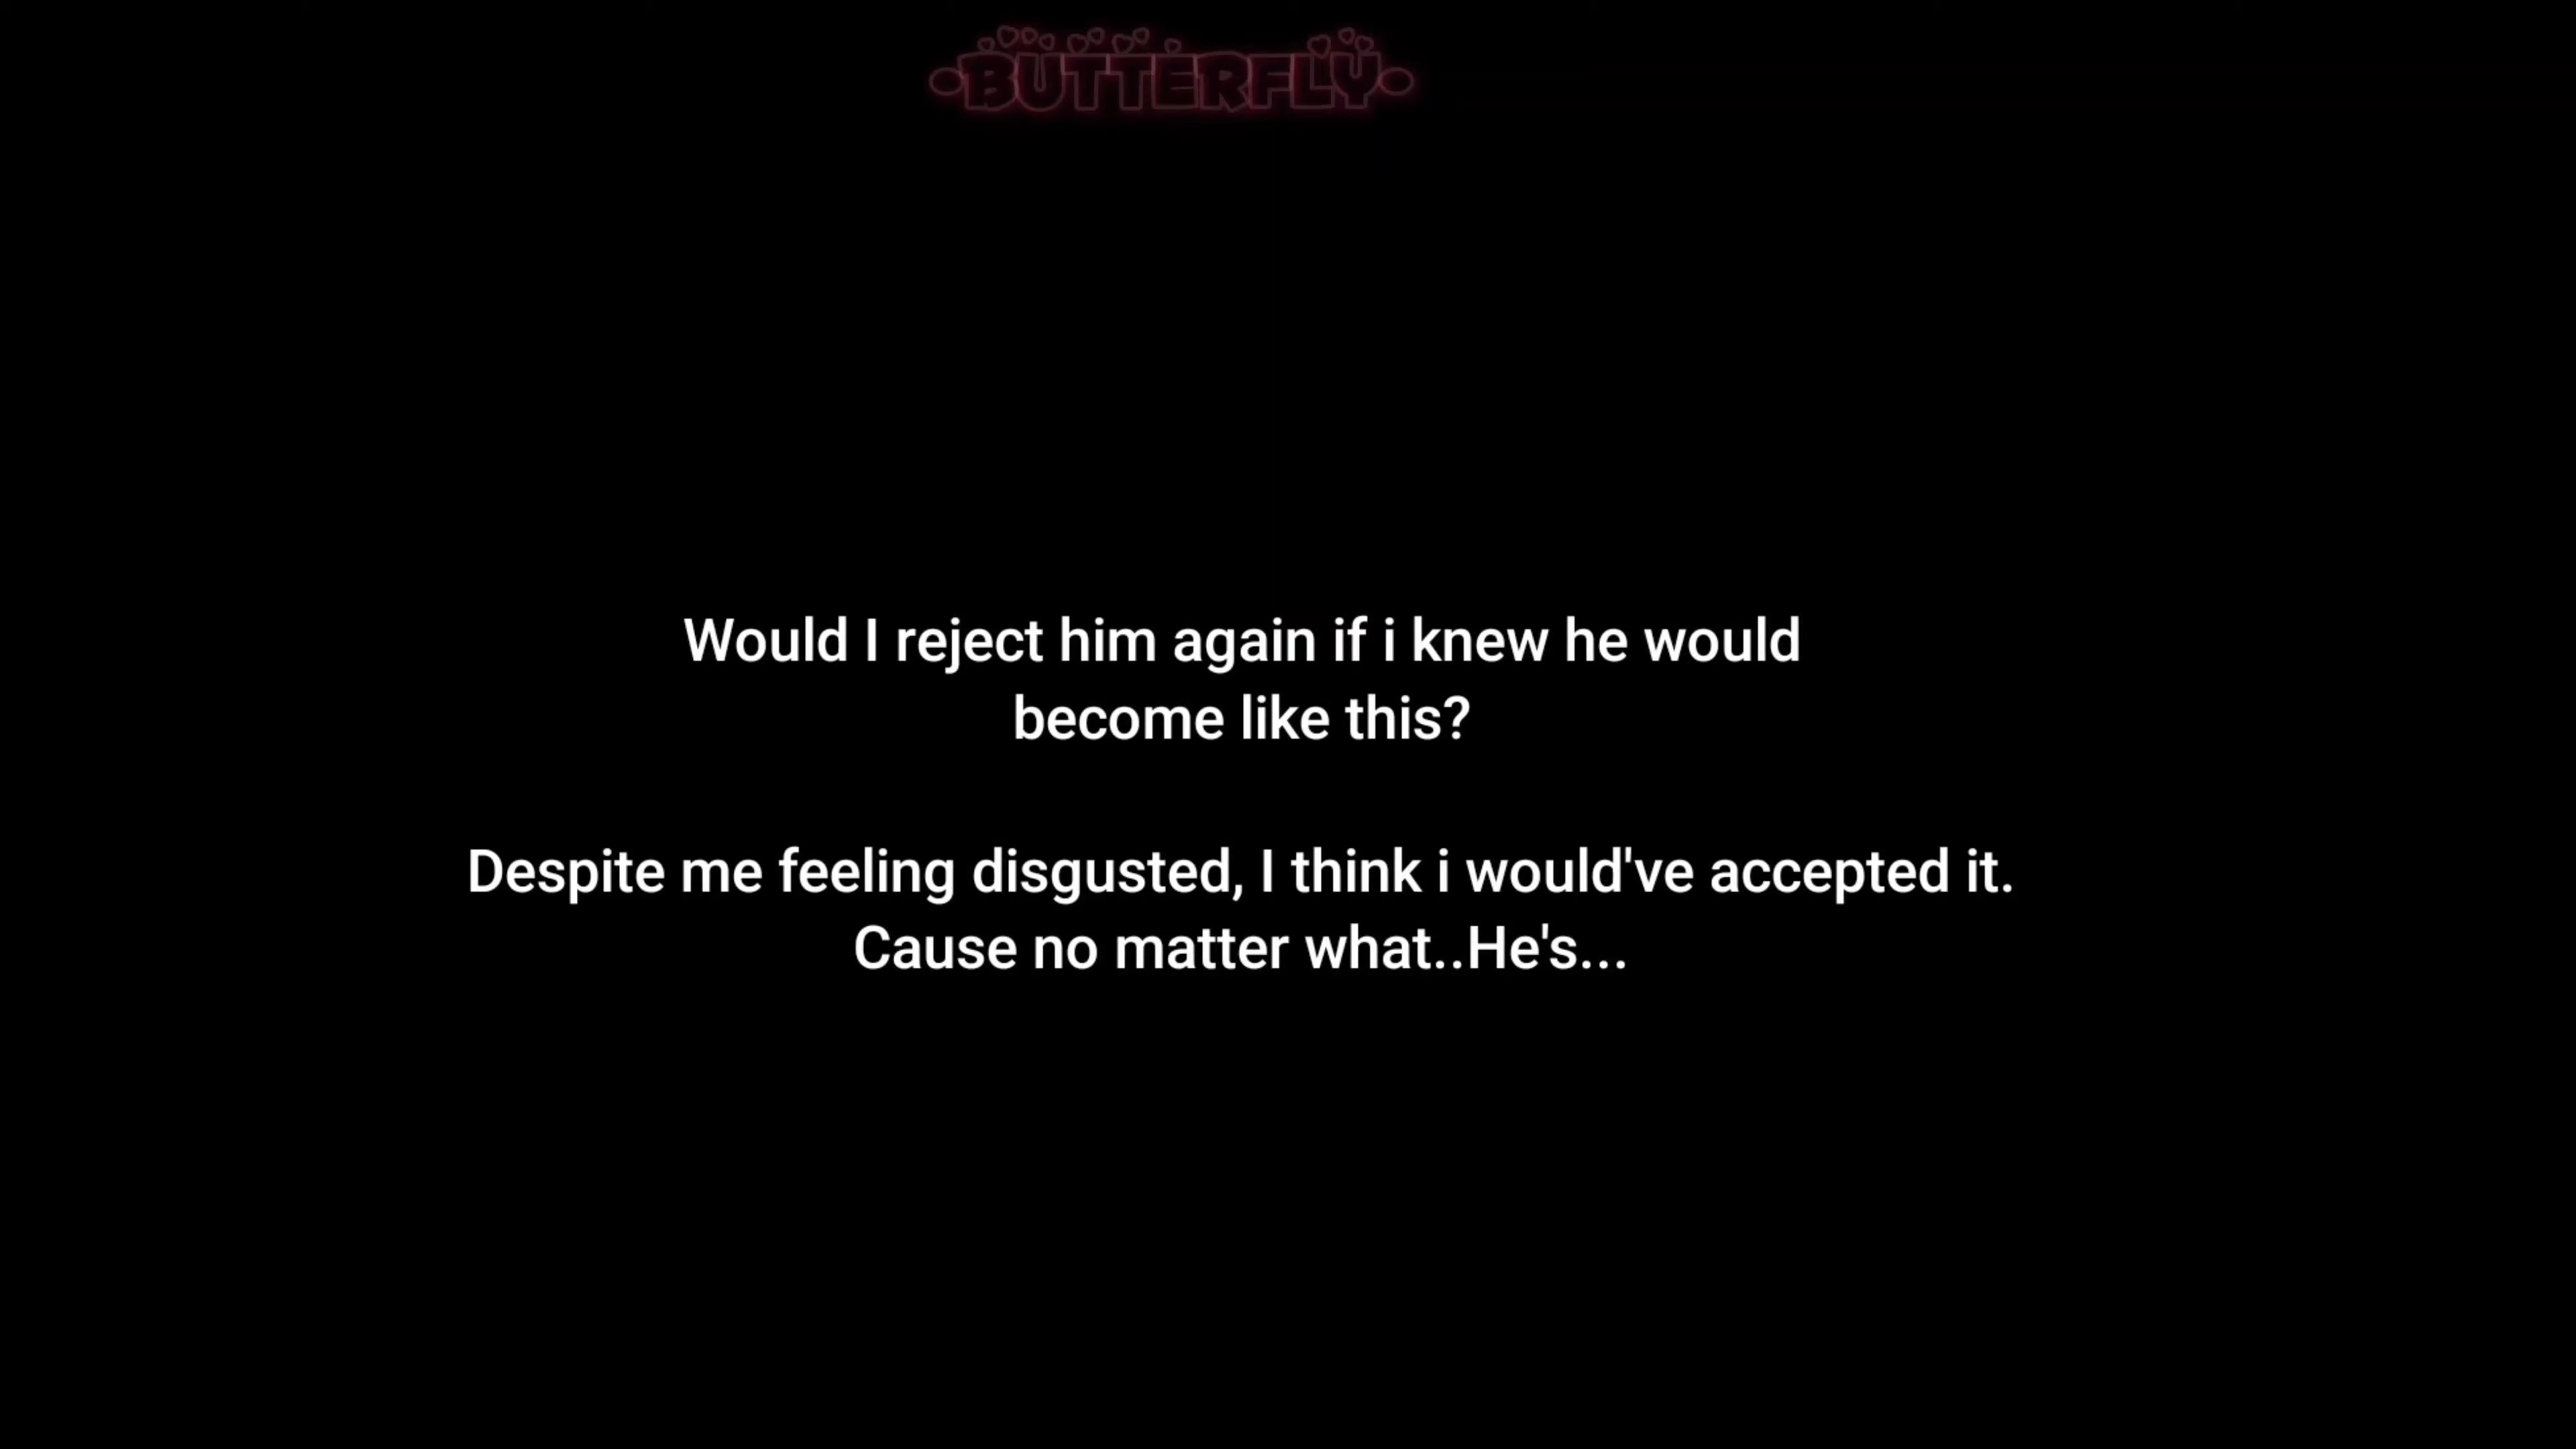 BUTTERFLY
Would I reject him again if i knew he would
become like this?
Despite me feeling disgusted, I think i would've accepted it.
Cause no matter what..He's...